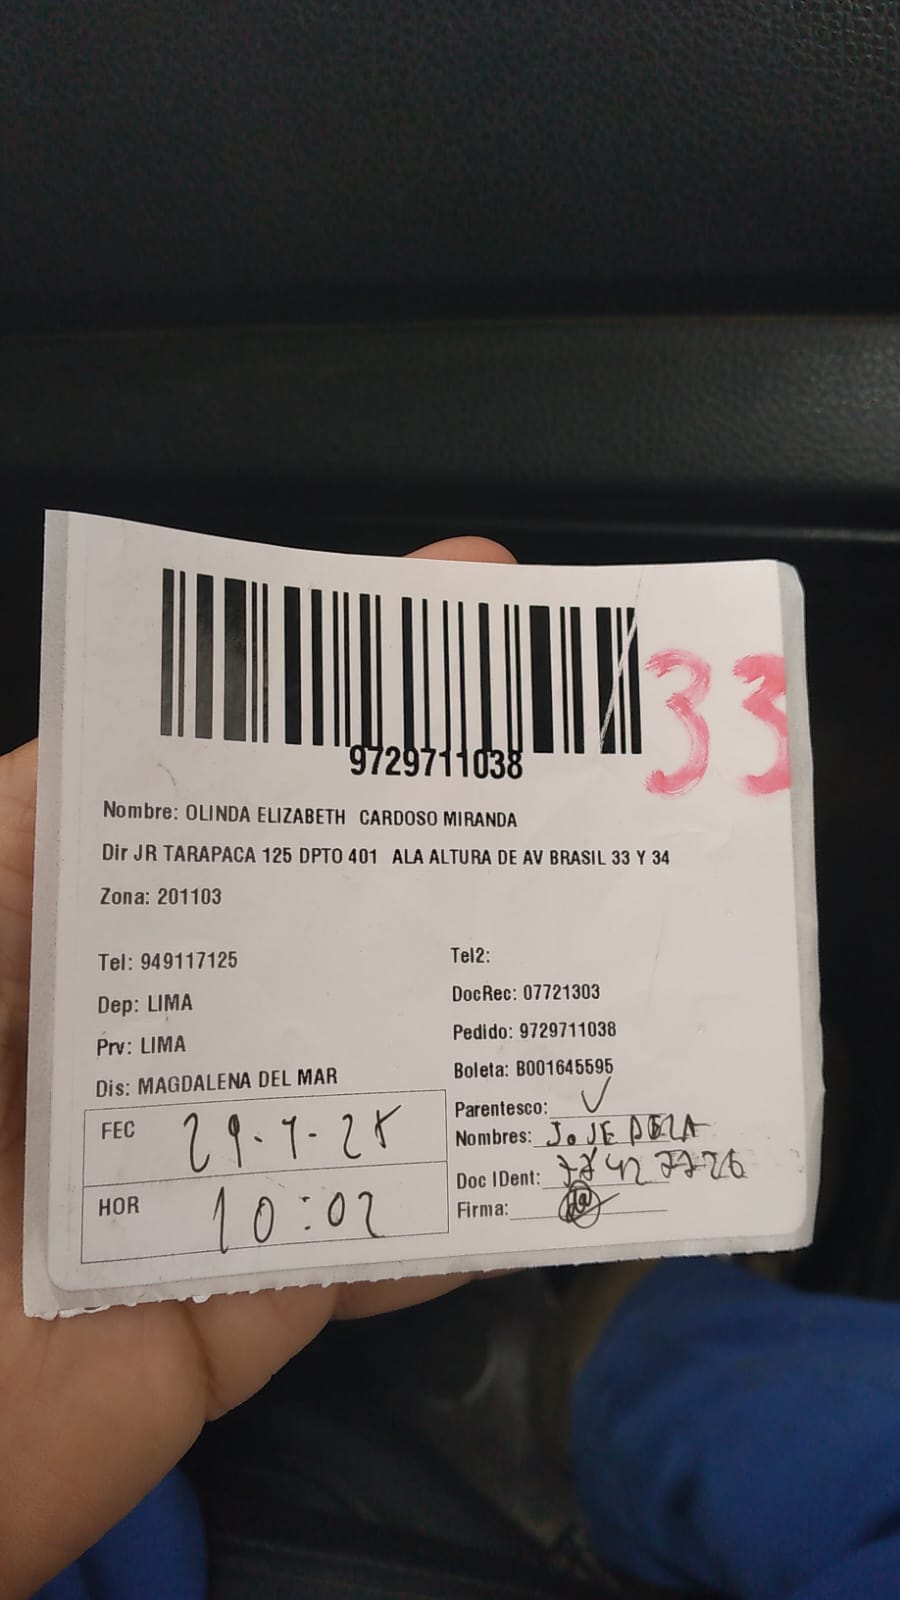 33
9729711038
Nombre: OLINDA ELIZABETH CARDOSO MIRANDA
Dir JR TARAPACA 125 DPTO 401 ALA ALTURA DE AV BRASIL 33 Y 34
Zona: 201103
Tel: 949117125
Tel2:
Dep: LIMA
DocRec: 07721303
Prv: LIMA
Pedido: 9729711038
Dis: MAGDALENA DEL MAR
Boleta: B001645595
FEC
Parentesco:
Nombres: JOSE
Doc IDent:
HOR 10:02
Firma: